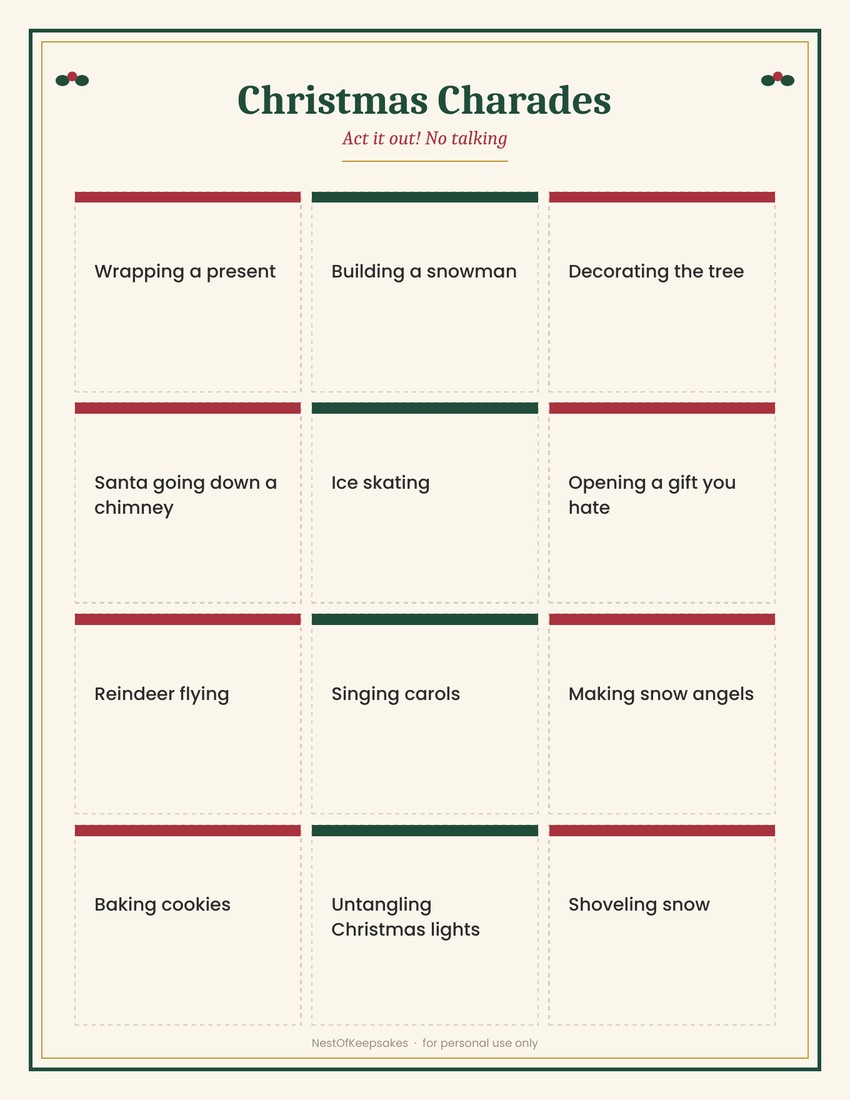 Christmas Charades
Act it out! No talking
Wrapping a present
Building a snowman
Decorating the tree
Santa going down a
chimney
Ice skating
Opening a gift you
hate
Reindeer flying
Singing carols
Making snow angels
Baking cookies
Untangling
Christmas lights
Shoveling snow
NestOfKeepsakes · for personal use only